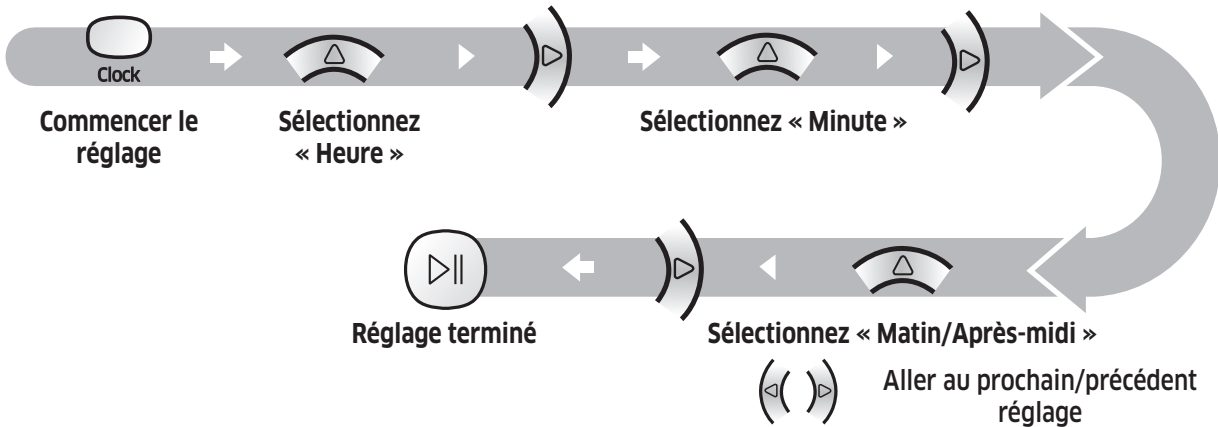 Clock
Commencer le
réglage
Sélectionnez
« Heure »
Sélectionnez « Minute »
Réglage terminé
Sélectionnez « Matin/Après-midi »
Aller au prochain/précédent
réglage